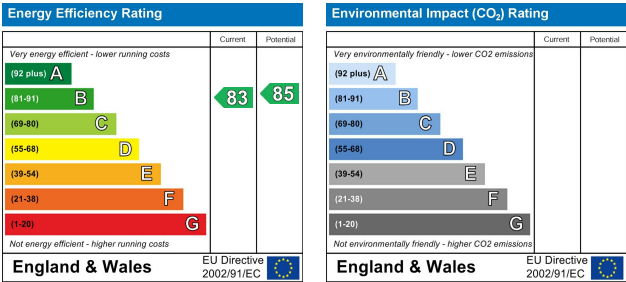 Energy Efficiency Rating
Current Potential
Very energy efficient - lower running costs
(92 plus) A
(81-91) B
83 85
(69-80) C
(55-68) D
(39-54) E
(21-38) F
(1-20) G
Not energy efficient - higher running costs
England & Wales
EU Directive
2002/91/EC
Environmental Impact (CO₂) Rating
Current Potential
Very environmentally friendly - lower CO2 emissions
(92 plus) A
(81-91) B
(69-80) C
(55-68) D
(39-54) E
(21-38) F
(1-20) G
Not environmentally friendly - higher CO2 emissions
England & Wales
EU Directive
2002/91/EC